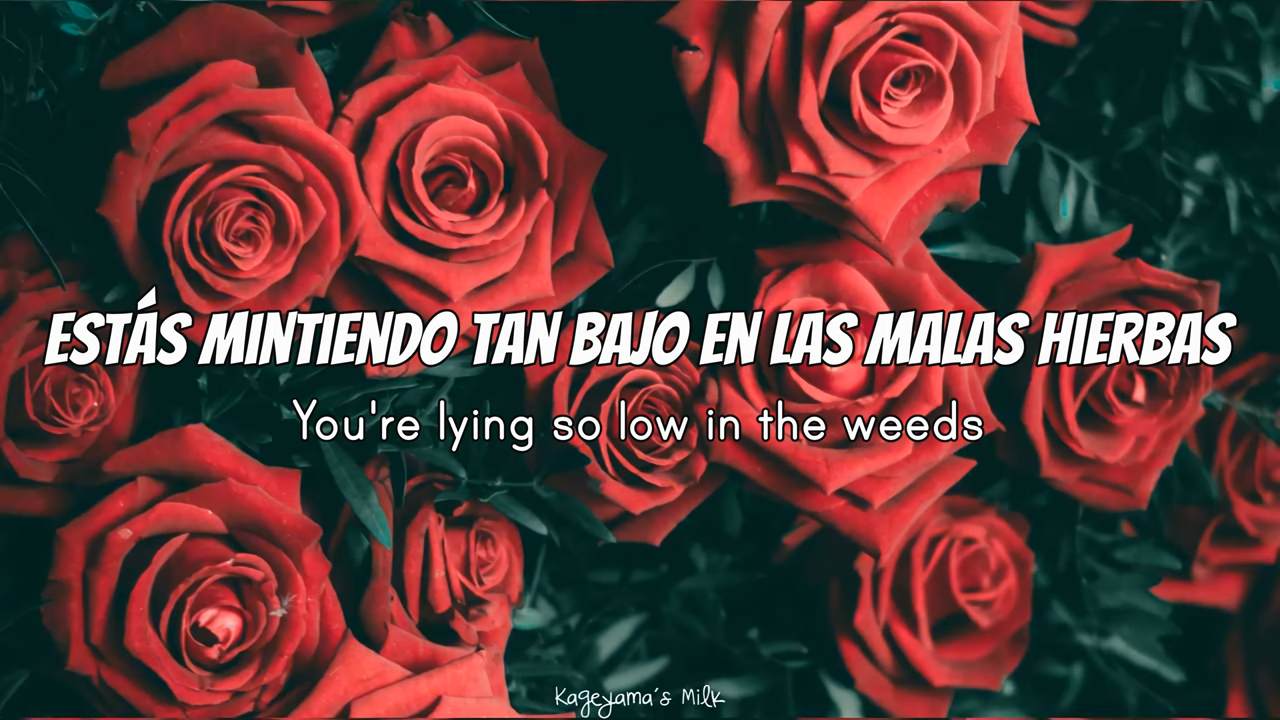 ESTÁS MINTIENDO TAN BAJO EN LAS MALAS HIERBAS
You're lying so low in the weeds
Kageyama's Milk